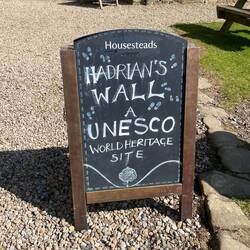 Housesteads
HADRIAN'S
WALL
A
UNESCO
WORLD HERITAGE
SITE